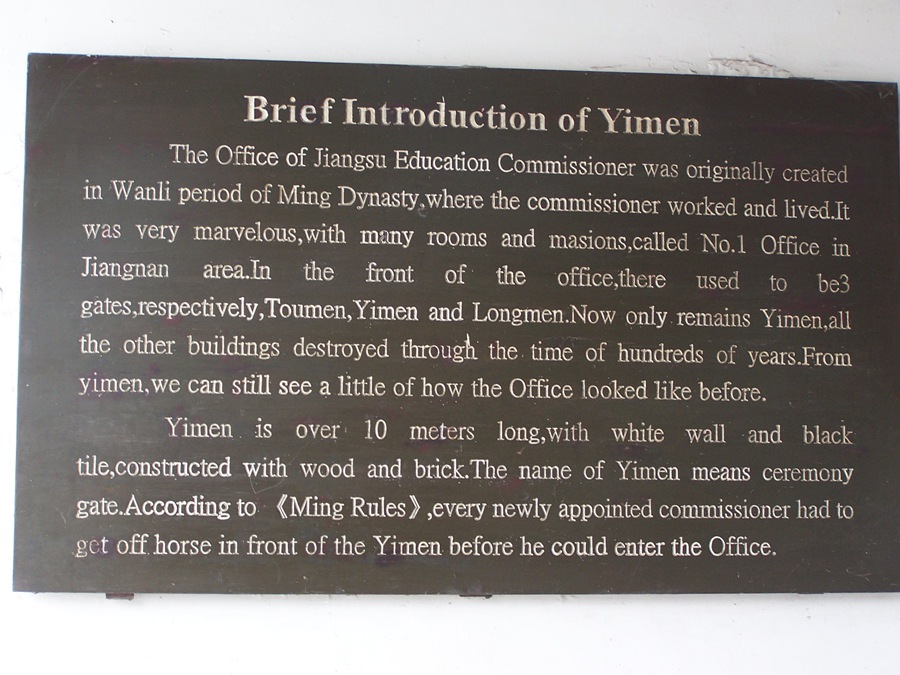 Brief Introduction of Yimen
The Office of Jiangsu Education Commissioner was originally created
in Wanli period of Ming Dynasty,where the commissioner worked and lived.It
was very marvelous,with many rooms and masions,called No.1 Office in
Jiangnan area.In the front of the office,there used to be3
gates,respectively,Toumen,Yimen and Longmen.Now only remains Yimen,all
the other buildings destroyed through the time of hundreds of years.From
yimen,we can still see a little of how the Office looked like before.
Yimen is over 10 meters long,with white wall and black
tile,constructed with wood and brick.The name of Yimen means ceremony
gate.According to 《Ming Rules》,every newly appointed commissioner had to
get off horse in front of the Yimen before he could enter the Office.